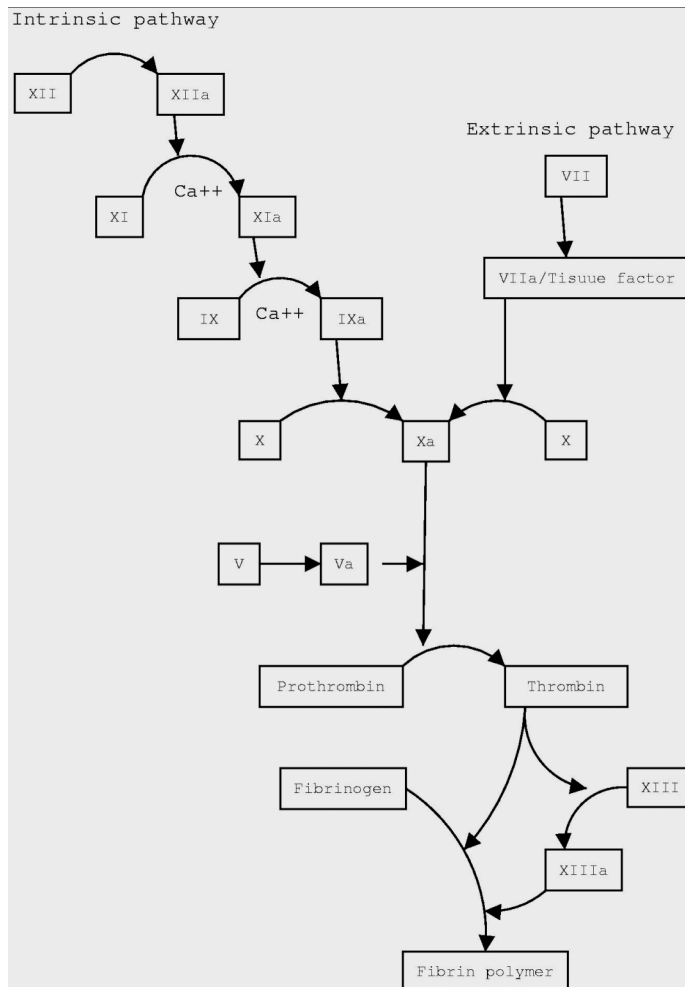 Intrinsic pathway
XII
XIIa
Extrinsic pathway
VII
Ca++
XI
XIa
VIIa/Tisuue factor
IX
Ca++
IXa
X
Xa
X
V
Va
Prothrombin
Thrombin
Fibrinogen
XIII
XIIIa
Fibrin polymer